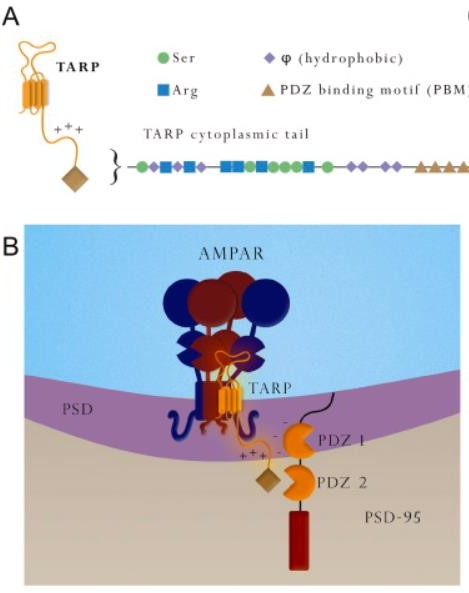 A
TARP
Ser
φ (hydrophobic)
Arg
PDZ binding motif (PBM)
+++
TARP cytoplasmic tail
B
AMPAR
TARP
PSD
- PDZ 1
-
-
+++
PDZ 2
PSD-95